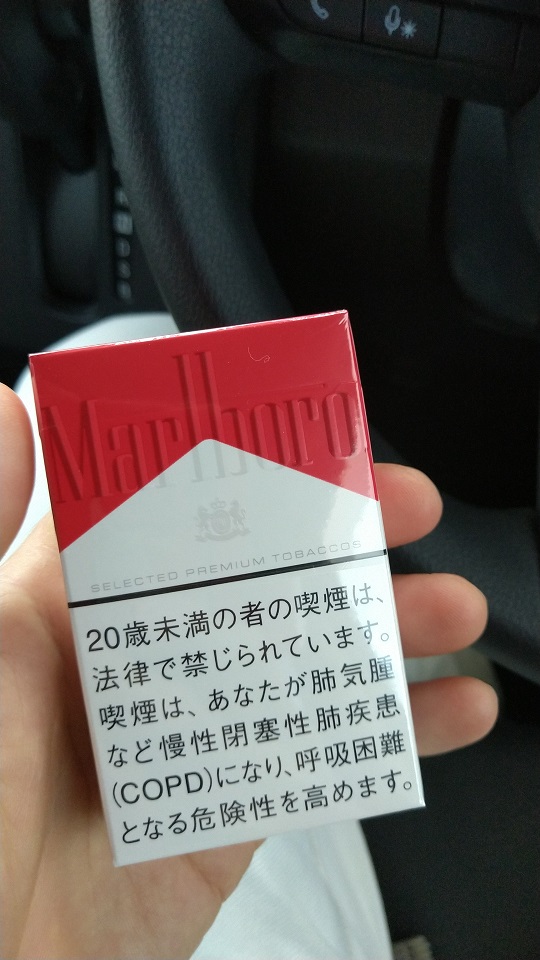 Marlboro
SELECTED PREMIUM TOBACCOS
20歳未満の者の喫煙は、
法律で禁じられています。
喫煙は、あなたが肺気腫
など慢性閉塞性肺疾患
(COPD)になり、呼吸困難
となる危険性を高めます。